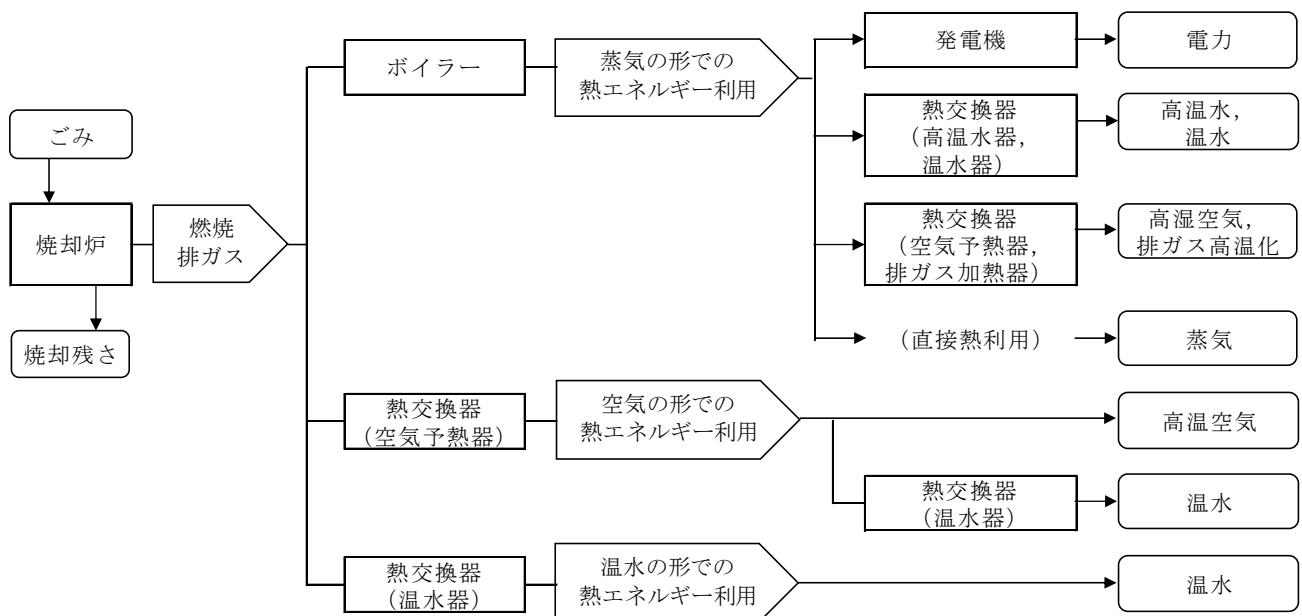 ごみ
焼却炉
焼却残さ
燃焼
排ガス
ボイラー
蒸気の形での
熱エネルギー利用
発電機
電力
熱交換器
(高温水器,
温水器)
高温水,
温水
熱交換器
(空気予熱器,
排ガス加熱器)
高湿空気,
排ガス高温化
(直接熱利用)
蒸気
熱交換器
(空気予熱器)
空気の形での
熱エネルギー利用
高温空気
熱交換器
(温水器)
温水
熱交換器
(温水器)
温水の形での
熱エネルギー利用
温水